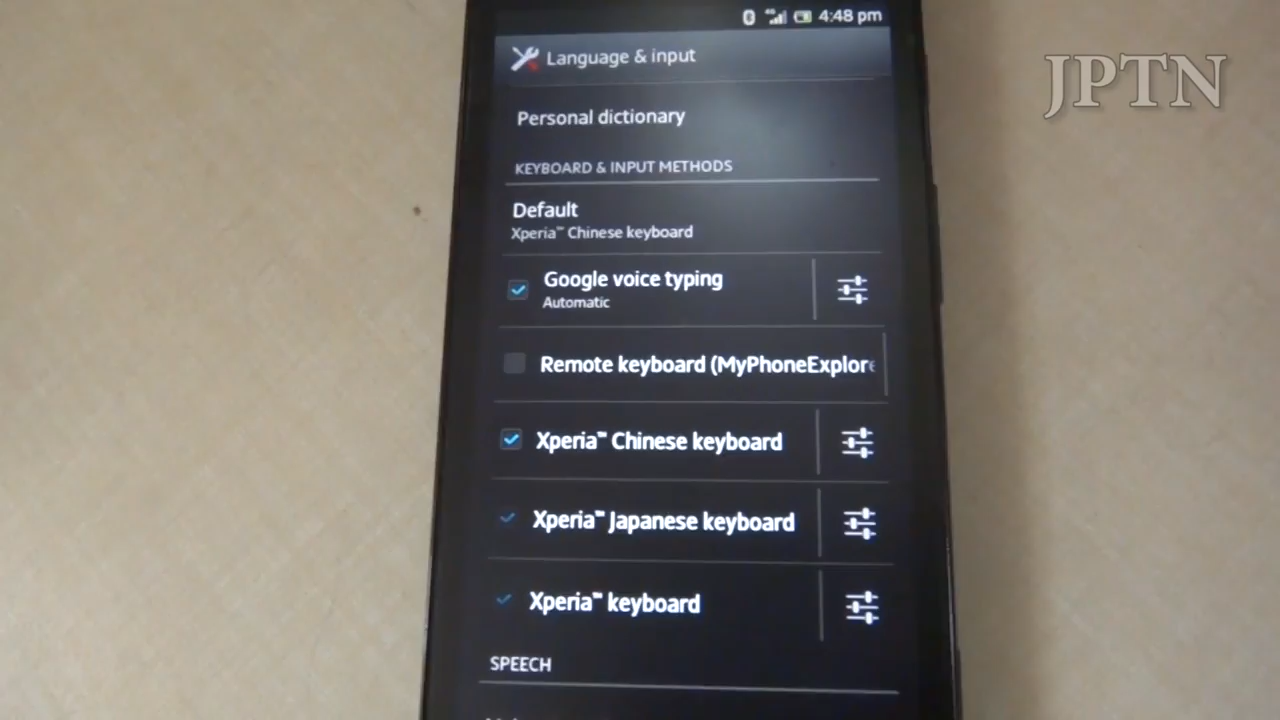 4G 4:48 pm
JPTN
Language & input
Personal dictionary
KEYBOARD & INPUT METHODS
Default
Xperia™ Chinese keyboard
Google voice typing
Automatic
Remote keyboard (MyPhoneExplore
Xperia™ Chinese keyboard
Xperia™ Japanese keyboard
Xperia™ keyboard
SPEECH